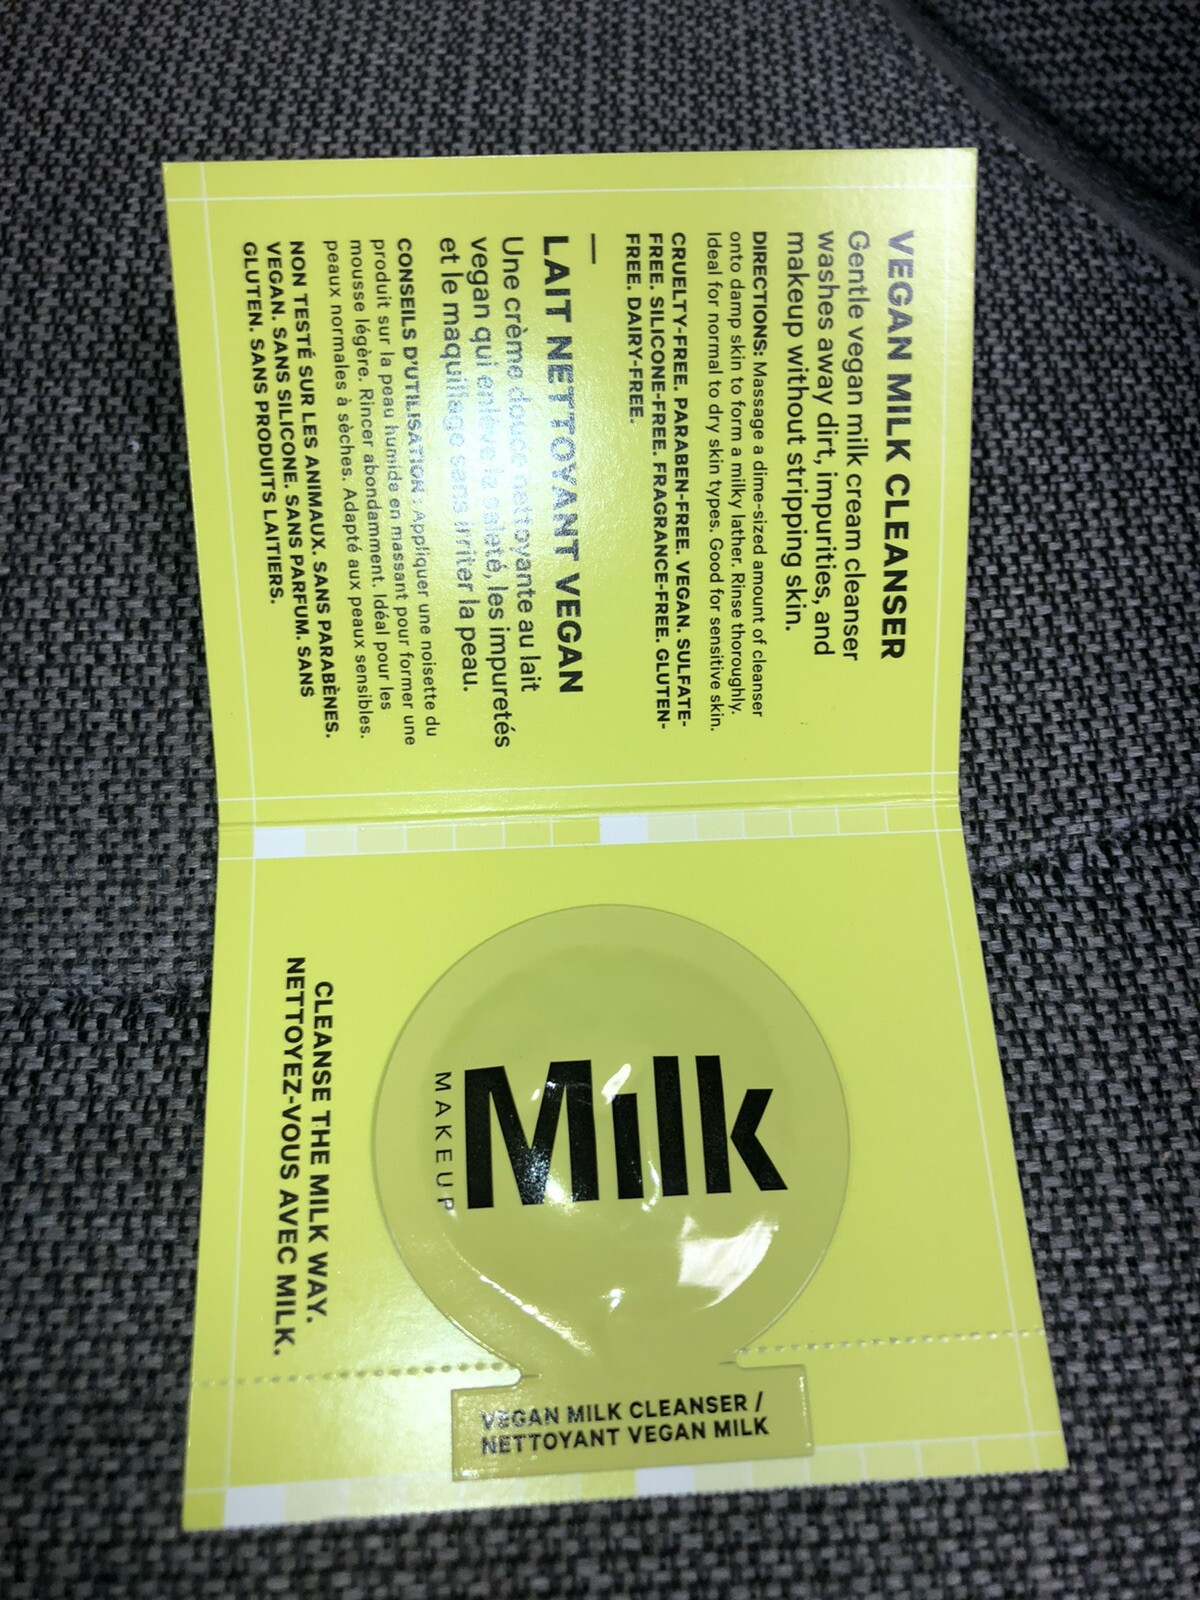 VEGAN MILK CLEANSER
Gentle vegan milk cream cleanser
washes away dirt, impurities, and
makeup without stripping skin.
DIRECTIONS: Massage a dime-sized amount of cleanser
onto damp skin to form a milky lather. Rinse thoroughly.
Ideal for normal to dry skin types. Good for sensitive skin.
CRUELTY-FREE. PARABEN-FREE. VEGAN. SULFATE-
FREE. SILICONE-FREE. FRAGRANCE-FREE. GLUTEN-
FREE. DAIRY-FREE.
—
LAIT NETTOYANT VEGAN
Une crème douce nettoyante au lait
vegan qui enlève la saleté, les impuretés
et le maquillage sans irriter la peau.
CONSEILS D'UTILISATION : Appliquer une noisette du
produit sur la peau humide en massant pour former une
mousse légère. Rincer abondamment. Idéal pour les
peaux normales à sèches. Adapté aux peaux sensibles.
NON TESTÉ SUR LES ANIMAUX. SANS PARABÈNES.
VEGAN. SANS SILICONE. SANS PARFUM. SANS
GLUTEN. SANS PRODUITS LAITIERS.
Milk
MAKEUP
CLEANSE THE MILK WAY.
NETTOYEZ-VOUS AVEC MILK.
VEGAN MILK CLEANSER /
NETTOYANT VEGAN MILK